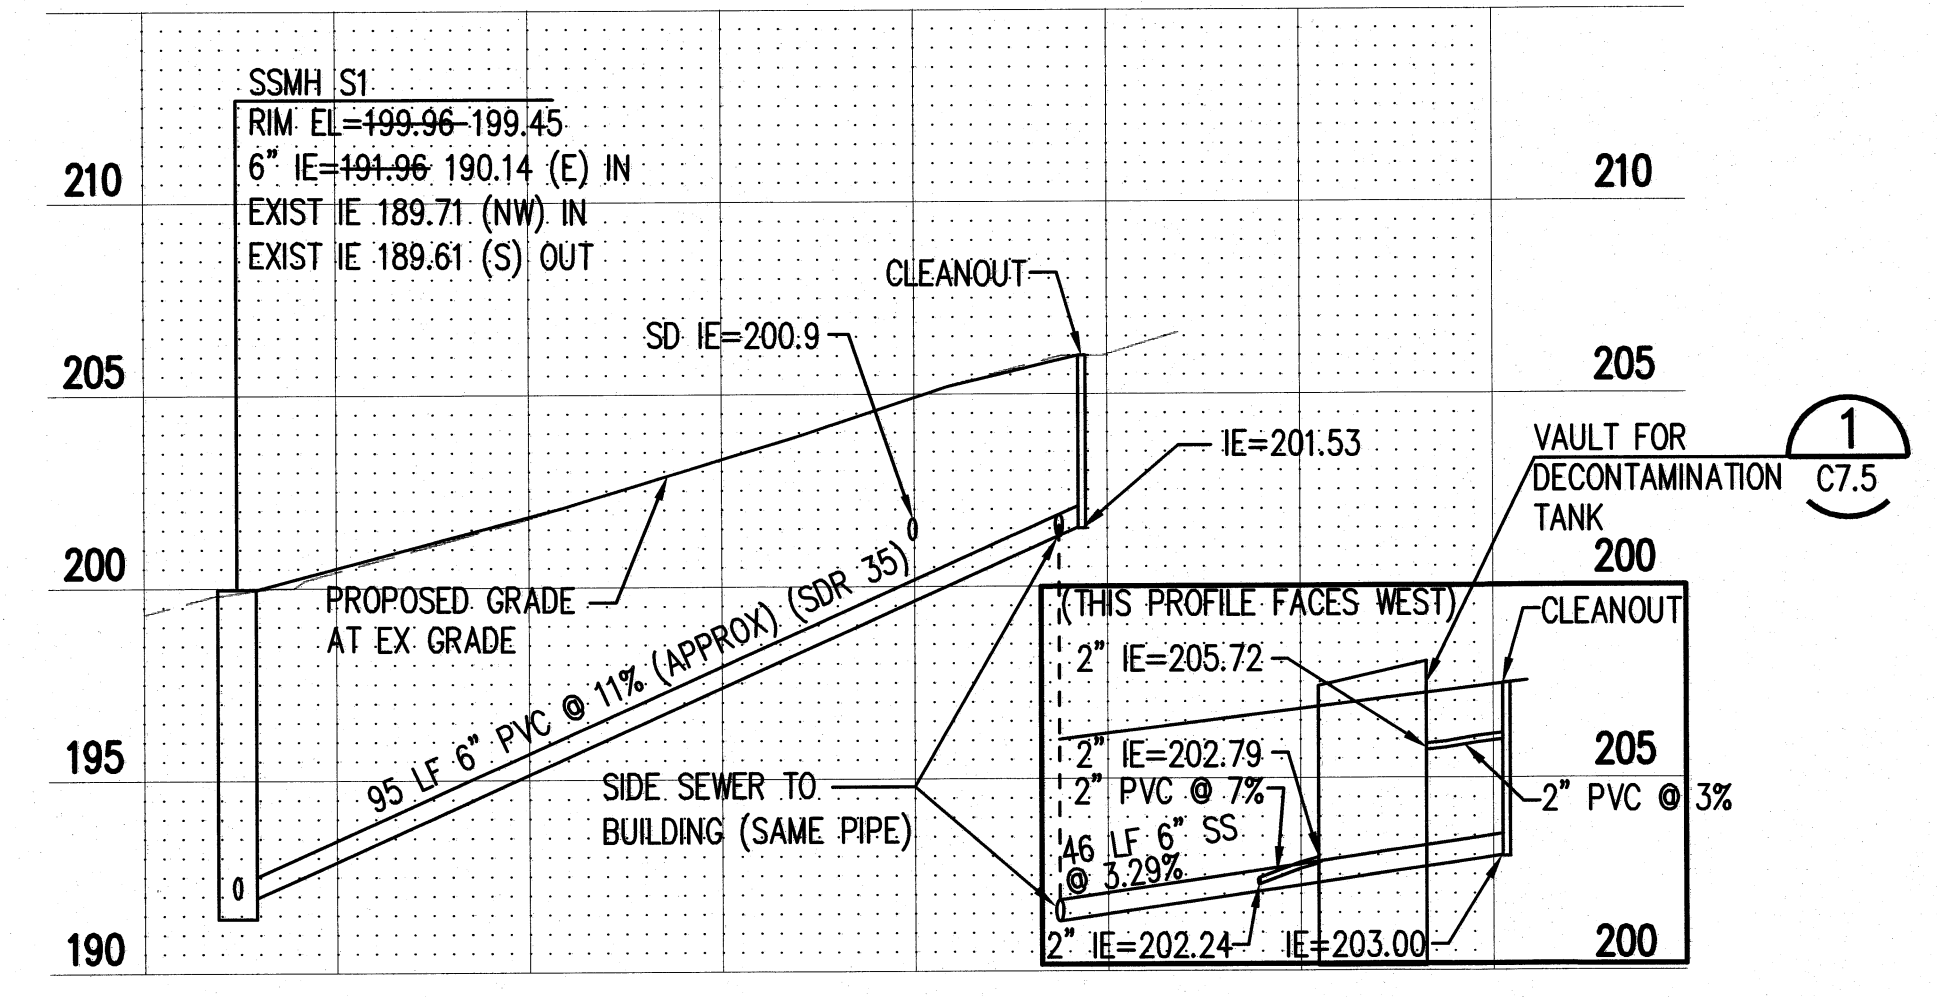 SSMH S1
RIM EL=199.96 199.45
6" IE=191.96 190.14 (E) IN
EXIST IE 189.71 (NW) IN
EXIST IE 189.61 (S) OUT
210
210
CLEANOUT
SD IE=200.9
205
205
IE=201.53
VAULT FOR
DECONTAMINATION
TANK
1
C7.5
200
200
PROPOSED GRADE
AT EX GRADE
95 LF 6" PVC @ 11% (APPROX) (SDR 35)
(THIS PROFILE FACES WEST)
CLEANOUT
2" IE=205.72
195
205
2" IE=202.79
2" PVC @ 7%
2" PVC @ 3%
SIDE SEWER TO
BUILDING (SAME PIPE)
46 LF 6" SS
@ 3.29%
2" IE=202.24
IE=203.00
190
200